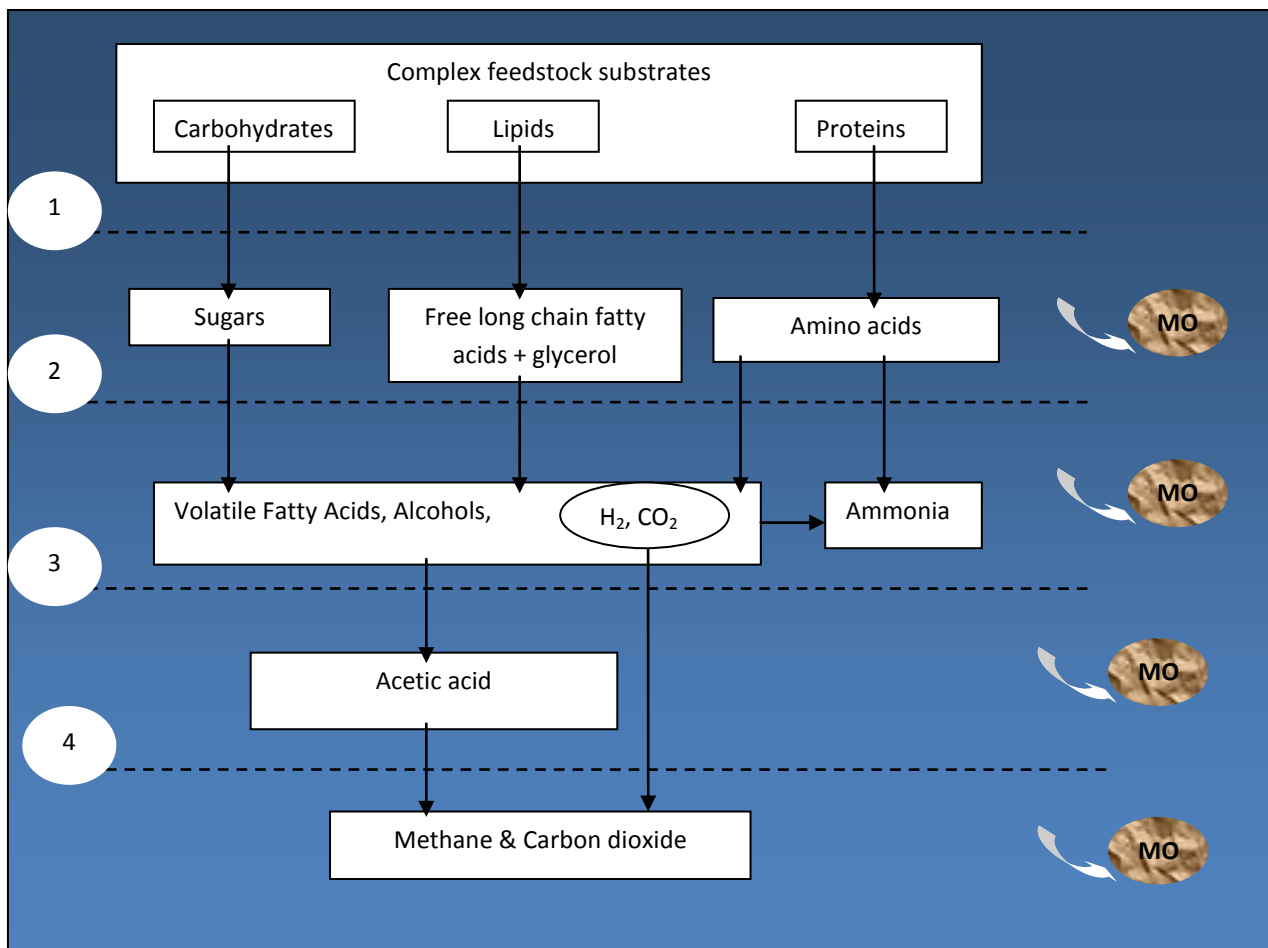 Complex feedstock substrates
Carbohydrates
Lipids
Proteins
1
Sugars
Free long chain fatty
acids + glycerol
Amino acids
MO
2
Volatile Fatty Acids, Alcohols,
H₂, CO₂
Ammonia
MO
3
Acetic acid
MO
4
Methane & Carbon dioxide
MO